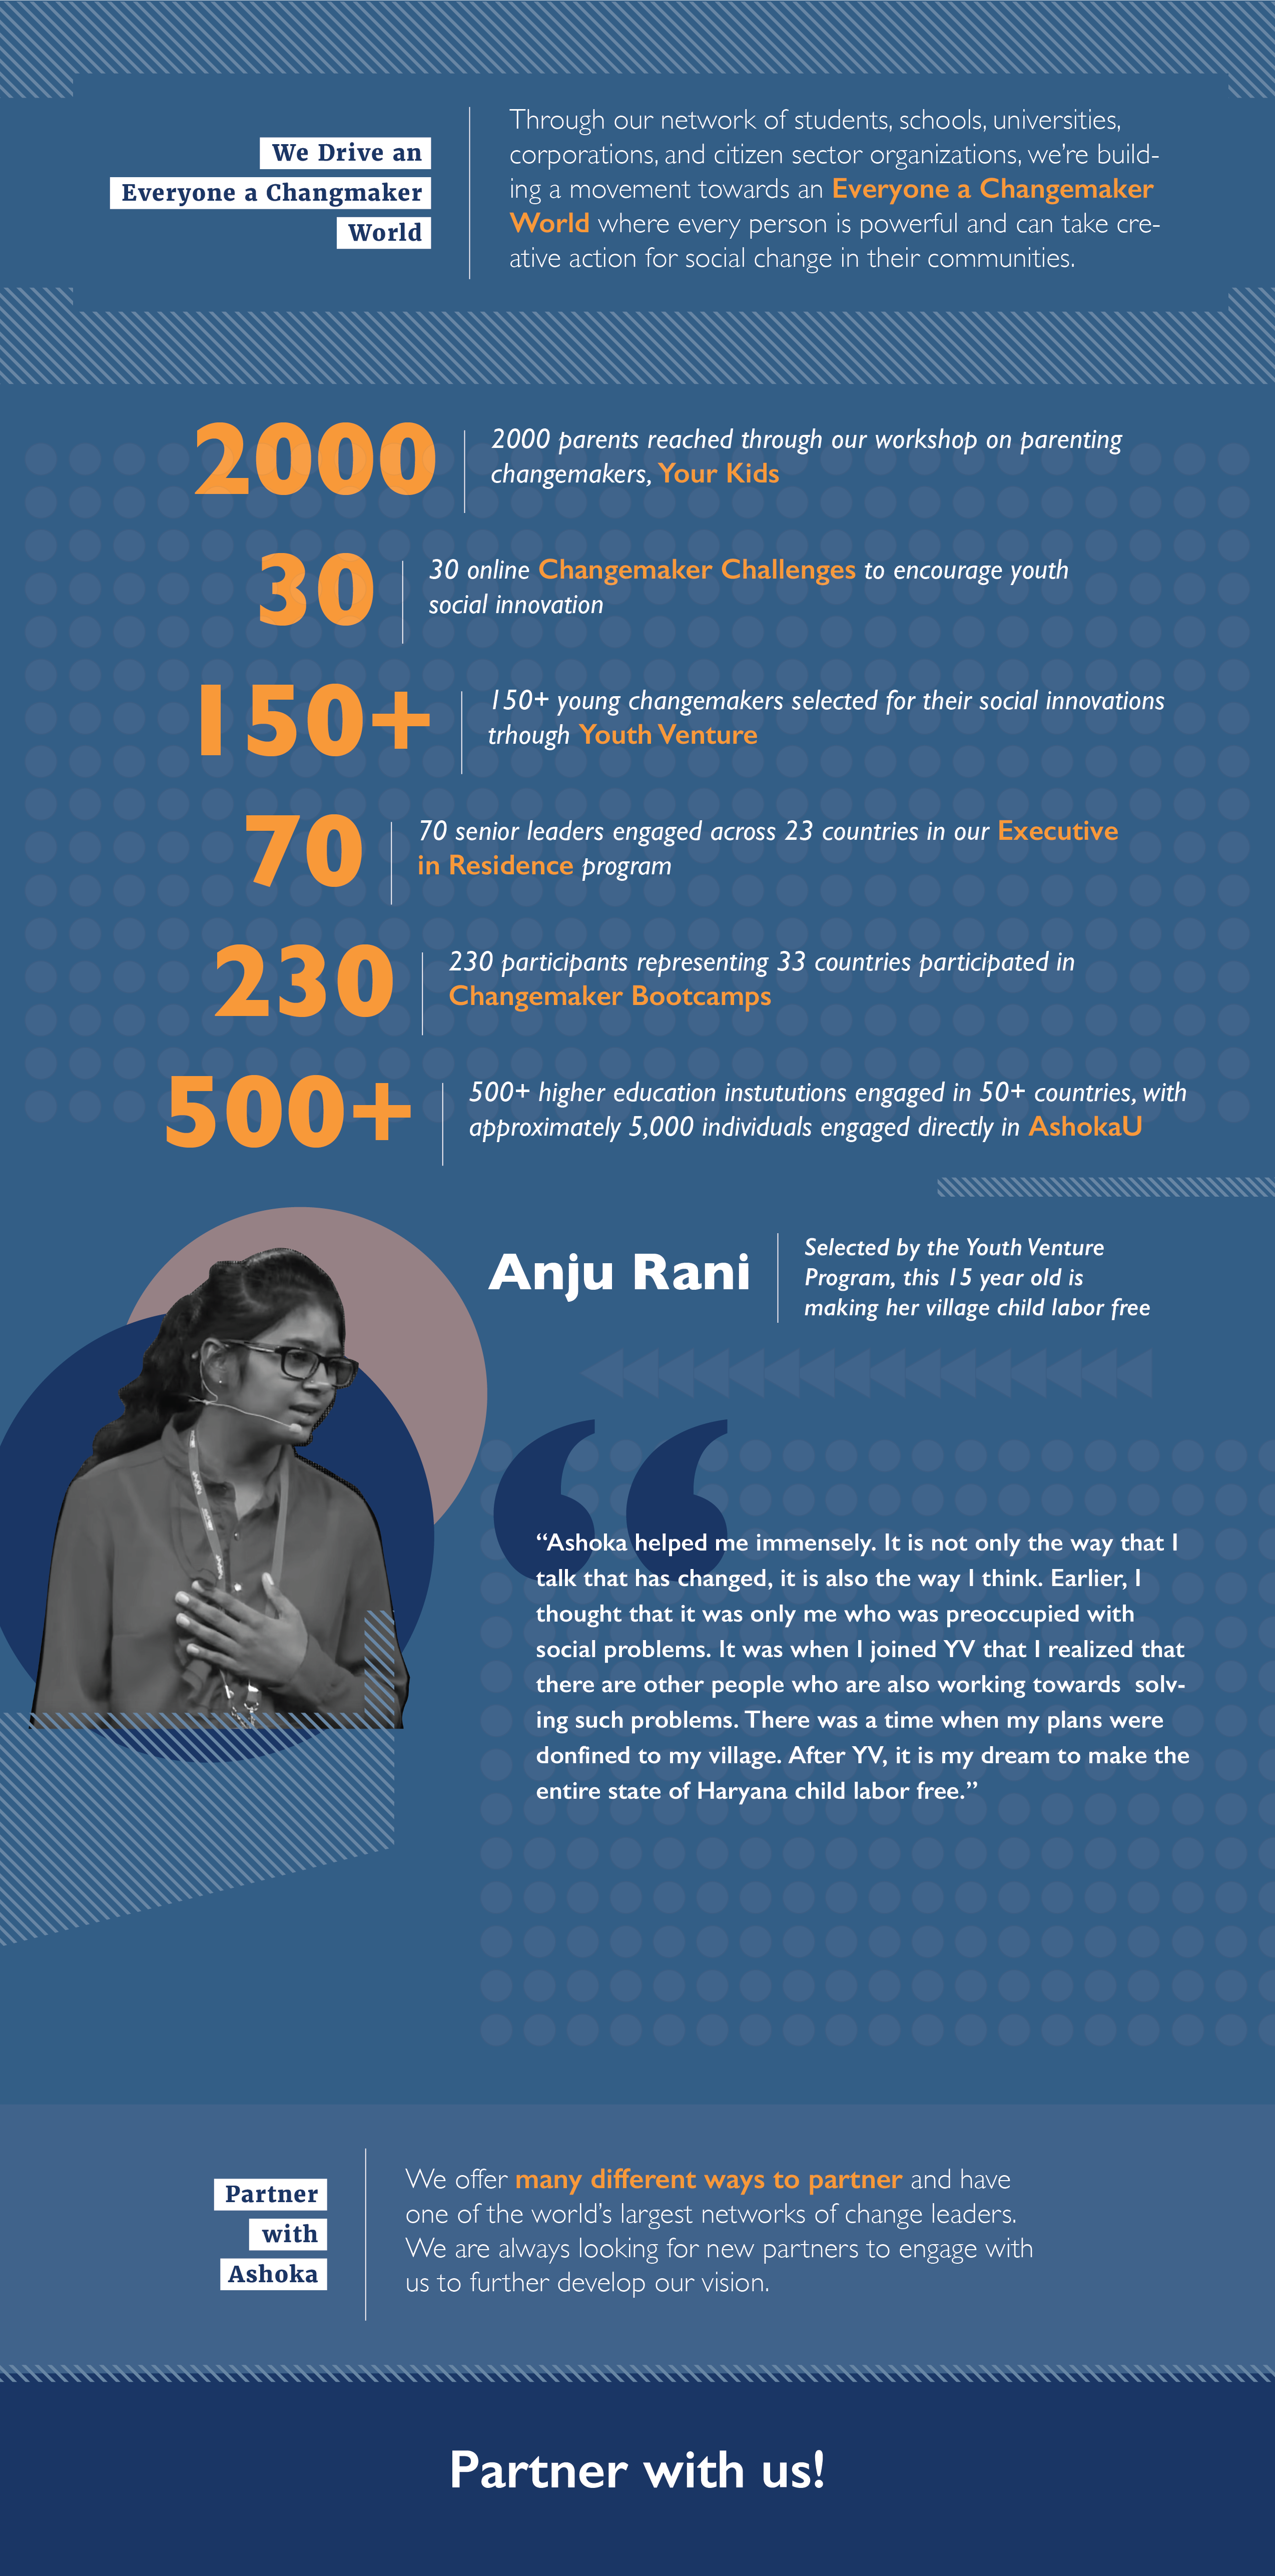 We Drive an
Everyone a Changmaker
World
Through our network of students, schools, universities,
corporations, and citizen sector organizations, we're build-
ing a movement towards an Everyone a Changemaker
World where every person is powerful and can take cre-
ative action for social change in their communities.
2000
2000 parents reached through our workshop on parenting
changemakers, Your Kids
30
30 online Changemaker Challenges to encourage youth
social innovation
150+
150+ young changemakers selected for their social innovations
trhough Youth Venture
70
70 senior leaders engaged across 23 countries in our Executive
in Residence program
230
230 participants representing 33 countries participated in
Changemaker Bootcamps
500+
500+ higher education instututions engaged in 50+ countries, with
approximately 5,000 individuals engaged directly in AshokaU
Anju Rani
Selected by the Youth Venture
Program, this 15 year old is
making her village child labor free
“Ashoka helped me immensely. It is not only the way that I
talk that has changed, it is also the way I think. Earlier, I
thought that it was only me who was preoccupied with
social problems. It was when I joined YV that I realized that
there are other people who are also working towards  solv-
ing such problems. There was a time when my plans were
donfined to my village. After YV, it is my dream to make the
entire state of Haryana child labor free.”
Partner
with
Ashoka
We offer many different ways to partner and have
one of the world's largest networks of change leaders.
We are always looking for new partners to engage with
us to further develop our vision.
Partner with us!